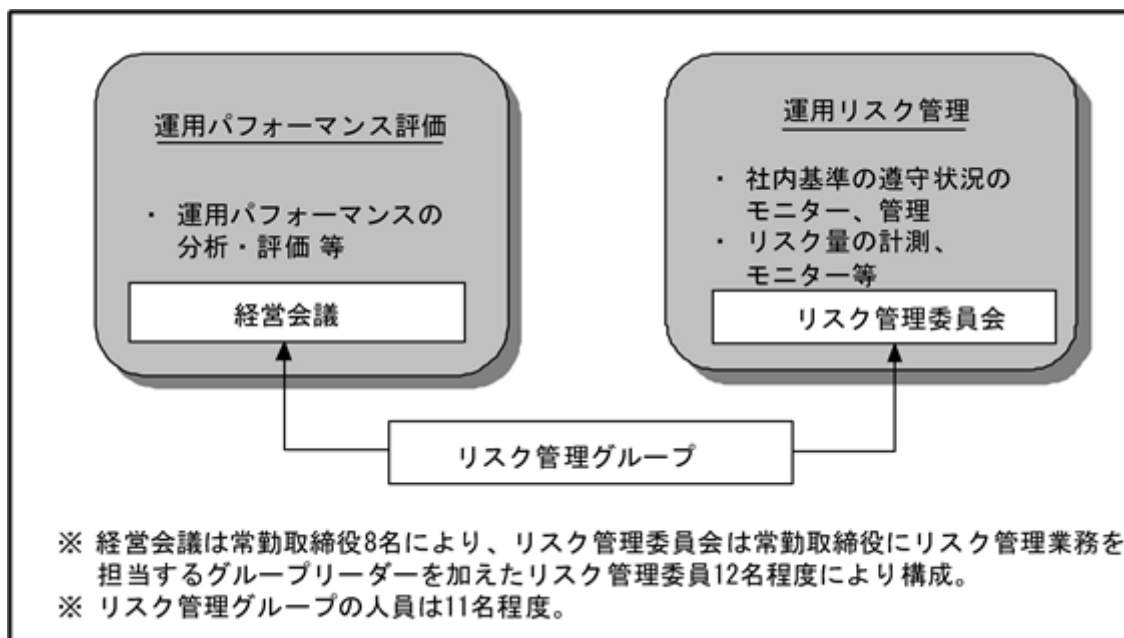 運用パフォーマンス評価
・ 運用パフォーマンスの
分析・評価 等
経営会議
運用リスク管理
・ 社内基準の遵守状況の
モニター、管理
・ リスク量の計測、
モニター等
リスク管理委員会
リスク管理グループ
※ 経営会議は常勤取締役8名により、リスク管理委員会は常勤取締役にリスク管理業務を
担当するグループリーダーを加えたリスク管理委員12名程度により構成。
※ リスク管理グループの人員は11名程度。